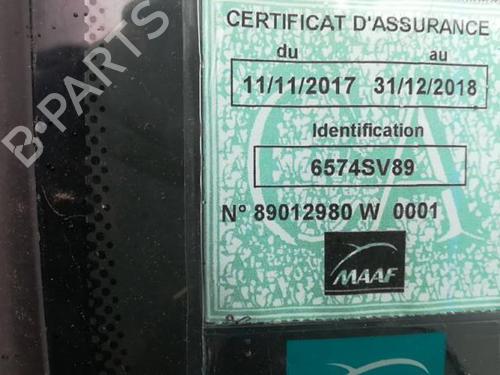 CERTIFICAT D'ASSURANCE
du au
11/11/2017 31/12/2018
Identification
6574SV89
N° 89012980 W 0001
MAAF
B-PARTS